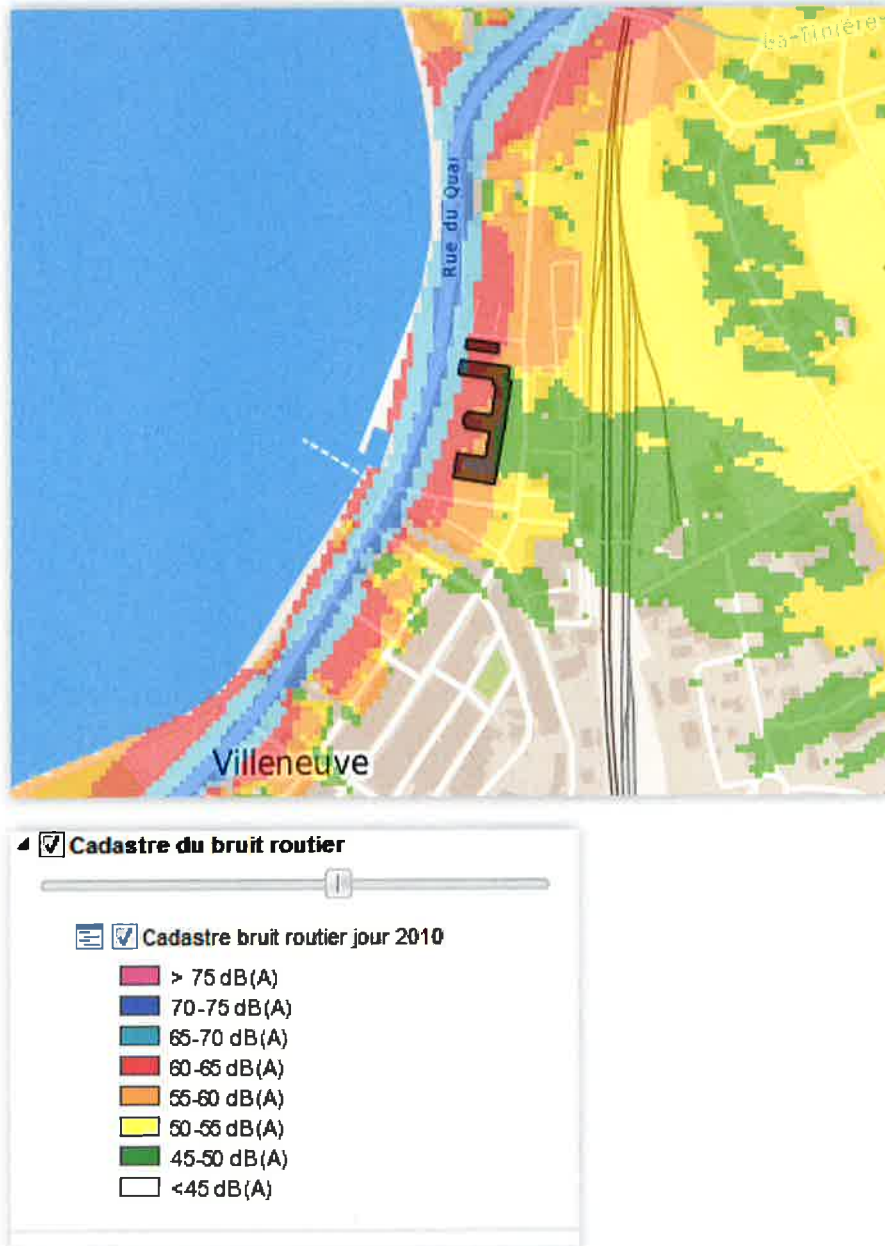 La Tinière
Rue du Quai
Villeneuve
Cadastre du bruit routier
Cadastre bruit routier jour 2010
> 75 dB(A)
70-75 dB(A)
65-70 dB(A)
60-65 dB(A)
55-60 dB(A)
50-55 dB(A)
45-50 dB(A)
<45 dB(A)